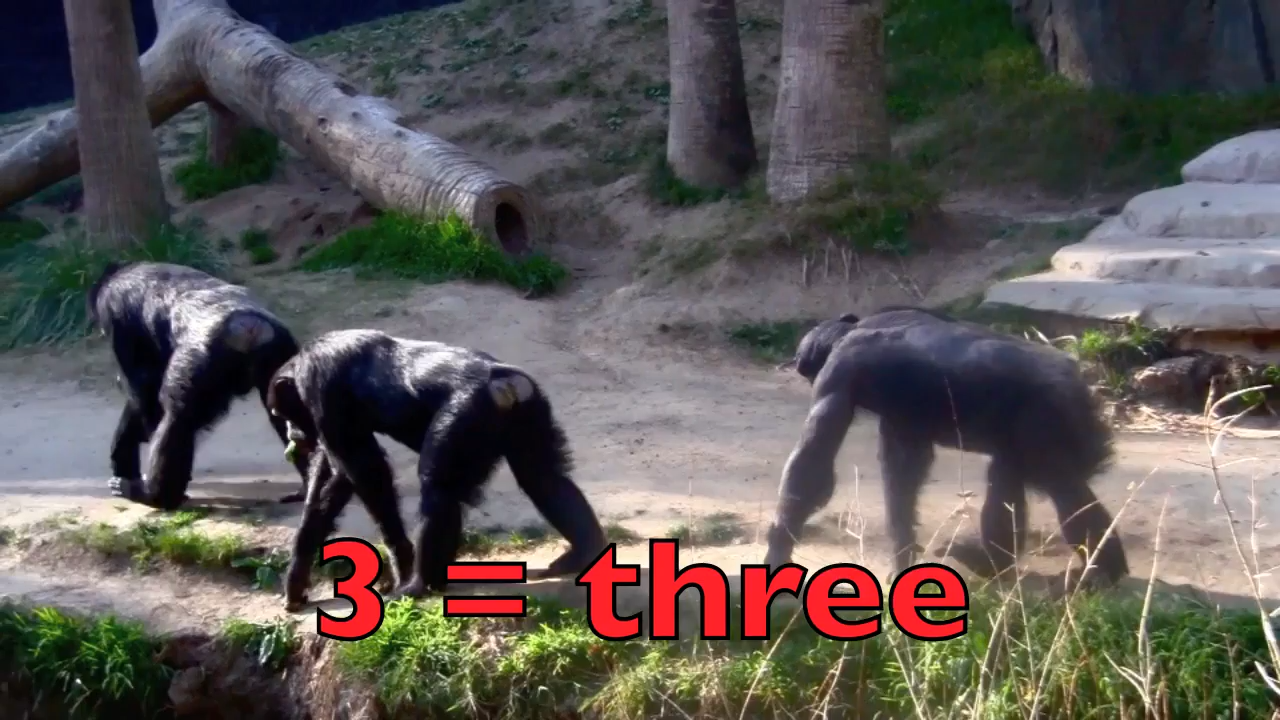 3 = three